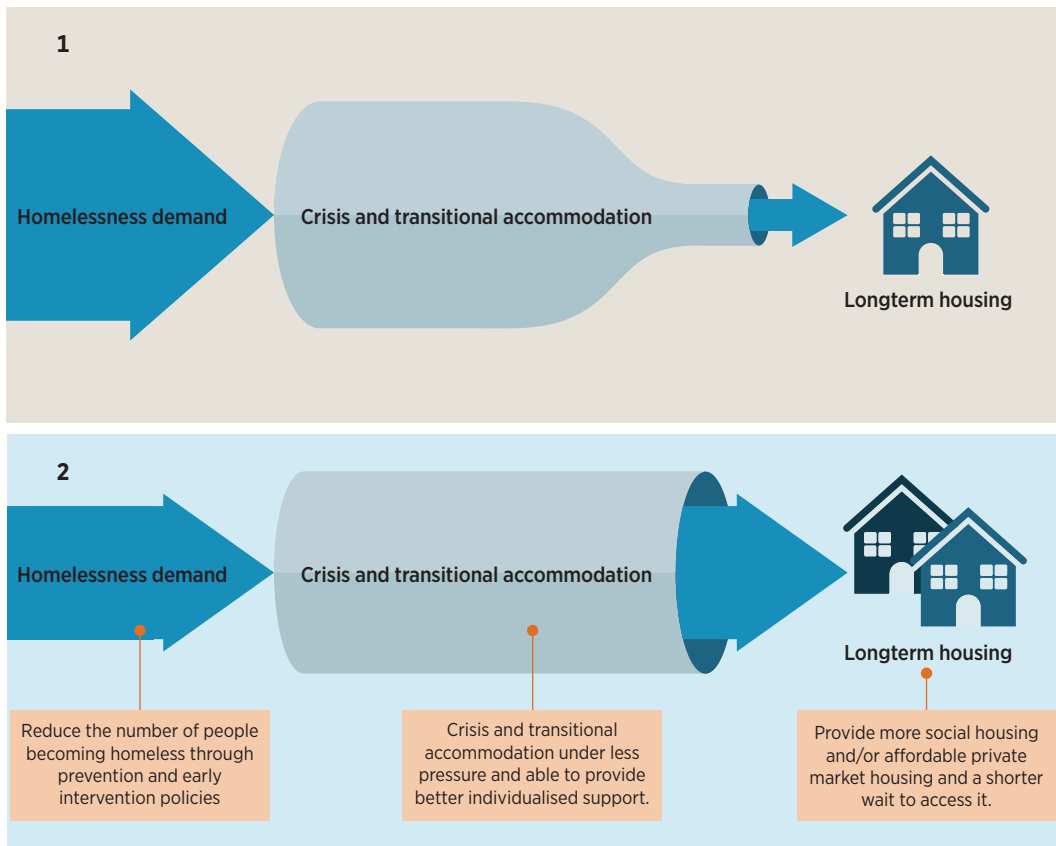 1
Homelessness demand
Crisis and transitional accommodation
Longterm housing
2
Homelessness demand
Crisis and transitional accommodation
Longterm housing
Reduce the number of people
becoming homeless through
prevention and early
intervention policies
Crisis and transitional
accommodation under less
pressure and able to provide
better individualised support.
Provide more social housing
and/or affordable private
market housing and a shorter
wait to access it.